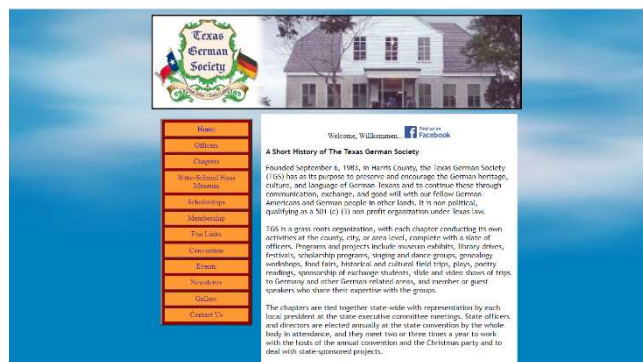 Texas
German
Society
Home
Officers
Chapters
Witte-Schmid Haus
Museum
Scholarships
Membership
Fun Links
Convention
Events
Newsletter
Gallery
Contact Us
Welcome, Willkommen...
Find us on
Facebook
A Short History of The Texas German Society
Founded September 6, 1983, in Harris County, the Texas German Society
(TGS) has as its purpose to preserve and encourage the German heritage,
culture, and language of German-Texans and to continue these through
communication, exchange, and good will with our fellow German
Americans and German people in other lands. It is non political,
qualifying as a 501 (c) (3) non profit organization under Texas law.
TGS is a grass roots organization, with each chapter conducting its own
activities at the county, city, or area level, complete with a slate of
officers. Programs and projects include museum exhibits, library drives,
festivals, scholarship programs, singing and dance groups, genealogy
workshops, food fairs, historical and cultural field trips, plays, poetry
readings, sponsorship of exchange students, slide and video shows of trips
to Germany and other German-related areas, and member or guest
speakers who share their expertise with the groups.
The chapters are tied together state-wide with representation by each
local president at the state executive committee meetings. State officers
and directors are elected annually at the state convention by the whole
body in attendance, and they meet two or three times a year to work
with the hosts of the annual convention and the Christmas party and to
deal with state-sponsored projects.